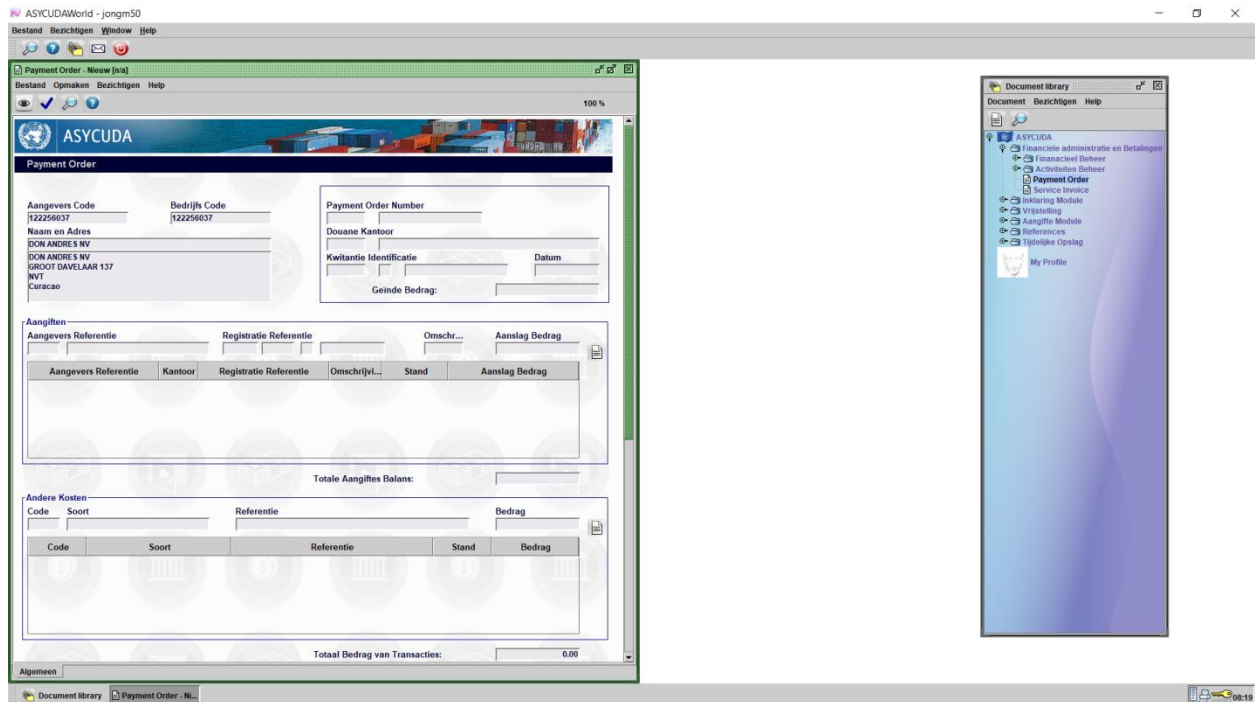 ASYCUDAWorld - jongm50
Bestand Bezichtigen Window Help
Payment Order - Nieuw [n/a]
Bestand Opmaken Bezichtigen Help
100 %
ASYCUDA
Payment Order
Aangevers Code Bedrijfs Code
122256037 122256037
Naam en Adres
DON ANDRES NV
DON ANDRES NV
GROOT DAVELAAR 137
NVT
Curacao
Payment Order Number
Douane Kantoor
Kwitantie Identificatie Datum
Geïnde Bedrag:
Aangiften
Aangevers Referentie Registratie Referentie Omschr... Aanslag Bedrag
Aangevers Referentie Kantoor Registratie Referentie Omschrijvi... Stand Aanslag Bedrag
Totale Aangiftes Balans:
Andere Kosten
Code Soort Referentie Bedrag
Code Soort Referentie Stand Bedrag
Totaal Bedrag van Transacties: 0.00
Algemeen
Document library
Document Bezichtigen Help
ASYCUDA
Financiele administratie en Betalingen
Finanacieel Beheer
Activiteiten Beheer
Payment Order
Service Invoice
Inklaring Module
Vrijstelling
Aangifte Module
References
Tijdelijke Opslag
My Profile
Document library Payment Order - Ni...
08:19